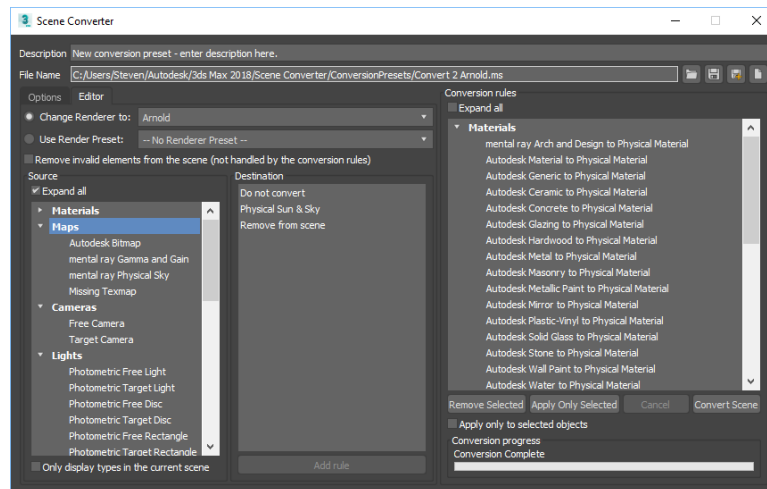 Scene Converter
Description New conversion preset - enter description here.
File Name C:/Users/Steven/Autodesk/3ds Max 2018/Scene Converter/ConversionPresets/Convert 2 Arnold.ms
Options Editor
Change Renderer to: Arnold
Use Render Preset: -- No Renderer Preset --
Remove invalid elements from the scene (not handled by the conversion rules)
Source
Expand all
Materials
Maps
Autodesk Bitmap
mental ray Gamma and Gain
mental ray Physical Sky
Missing Texmap
Cameras
Free Camera
Target Camera
Lights
Photometric Free Light
Photometric Target Light
Photometric Free Disc
Photometric Target Disc
Photometric Free Rectangle
Photometric Target Rectangle
Only display types in the current scene
Destination
Do not convert
Physical Sun & Sky
Remove from scene
Add rule
Conversion rules
Expand all
Materials
mental ray Arch and Design to Physical Material
Autodesk Material to Physical Material
Autodesk Generic to Physical Material
Autodesk Ceramic to Physical Material
Autodesk Concrete to Physical Material
Autodesk Glazing to Physical Material
Autodesk Hardwood to Physical Material
Autodesk Metal to Physical Material
Autodesk Masonry to Physical Material
Autodesk Metallic Paint to Physical Material
Autodesk Mirror to Physical Material
Autodesk Plastic-Vinyl to Physical Material
Autodesk Solid Glass to Physical Material
Autodesk Stone to Physical Material
Autodesk Wall Paint to Physical Material
Autodesk Water to Physical Material
Remove Selected Apply Only Selected Cancel Convert Scene
Apply only to selected objects
Conversion progress
Conversion Complete